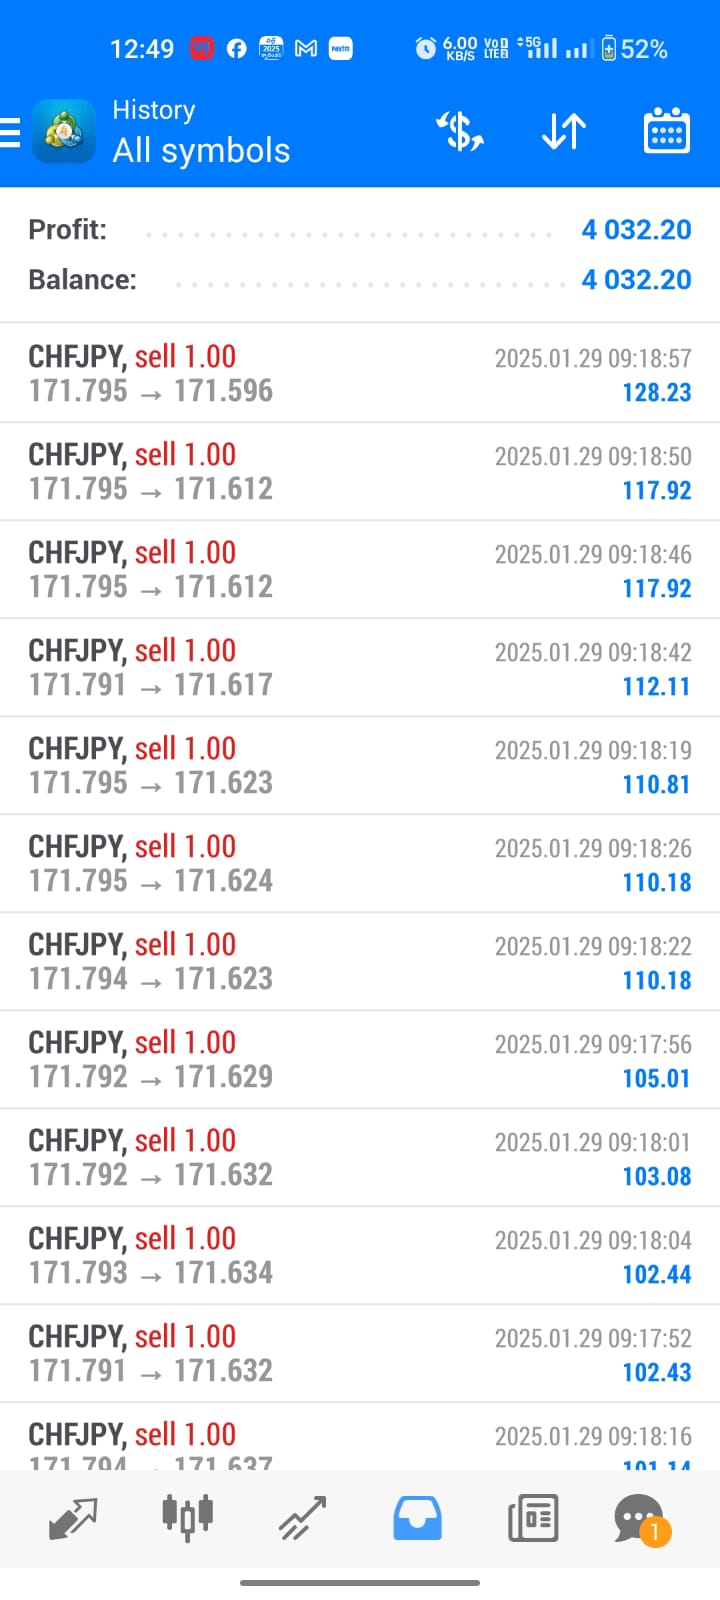 12:49 6.00 KB/S 5G 52%
History
All symbols
Profit: 4 032.20
Balance: 4 032.20
CHFJPY, sell 1.00 2025.01.29 09:18:57
171.795 → 171.596 128.23
CHFJPY, sell 1.00 2025.01.29 09:18:50
171.795 → 171.612 117.92
CHFJPY, sell 1.00 2025.01.29 09:18:46
171.795 → 171.612 117.92
CHFJPY, sell 1.00 2025.01.29 09:18:42
171.791 → 171.617 112.11
CHFJPY, sell 1.00 2025.01.29 09:18:19
171.795 → 171.623 110.81
CHFJPY, sell 1.00 2025.01.29 09:18:26
171.795 → 171.624 110.18
CHFJPY, sell 1.00 2025.01.29 09:18:22
171.794 → 171.623 110.18
CHFJPY, sell 1.00 2025.01.29 09:17:56
171.792 → 171.629 105.01
CHFJPY, sell 1.00 2025.01.29 09:18:01
171.792 → 171.632 103.08
CHFJPY, sell 1.00 2025.01.29 09:18:04
171.793 → 171.634 102.44
CHFJPY, sell 1.00 2025.01.29 09:17:52
171.791 → 171.632 102.43
CHFJPY, sell 1.00 2025.01.29 09:18:16
171.794 → 171.637 101.14
1